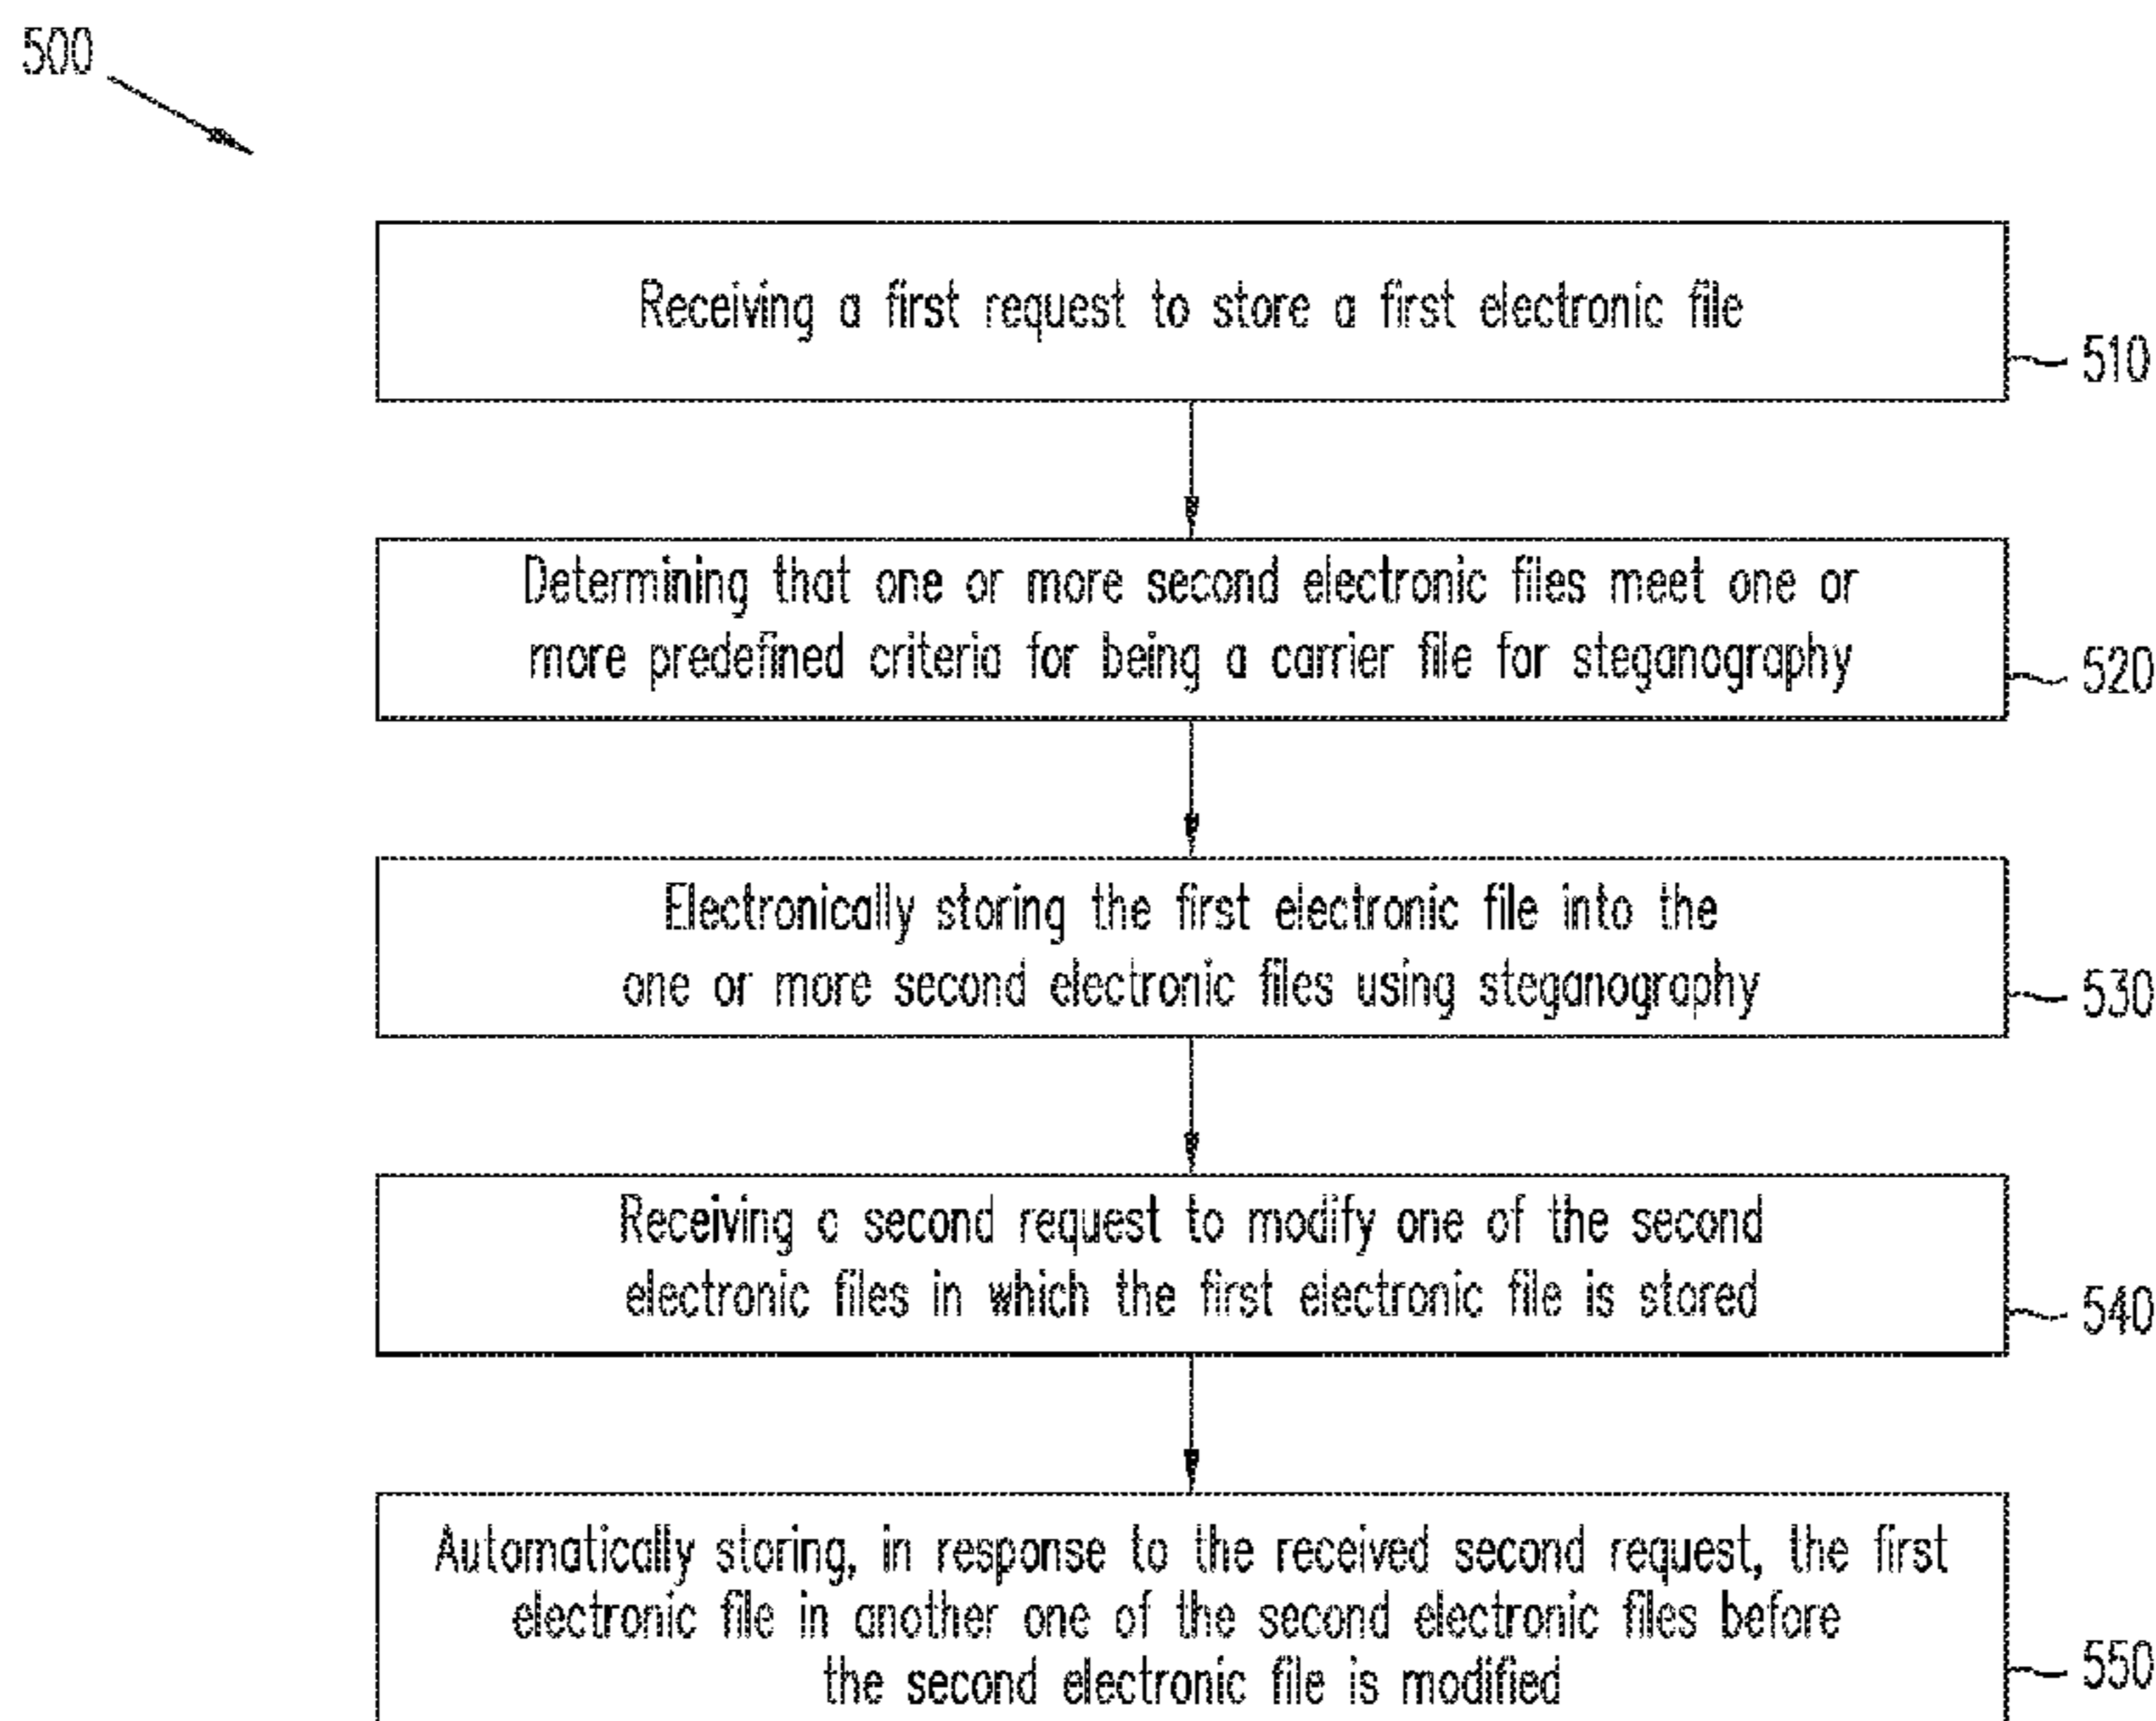 500
Receiving a first request to store a first electronic file
510
Determining that one or more second electronic files meet one or
more predefined criteria for being a carrier file for steganography
520
Electronically storing the first electronic file into the
one or more second electronic files using steganography
530
Receiving a second request to modify one of the second
electronic files in which the first electronic file is stored
540
Automatically storing, in response to the received second request, the first
electronic file in another one of the second electronic files before
the second electronic file is modified
550